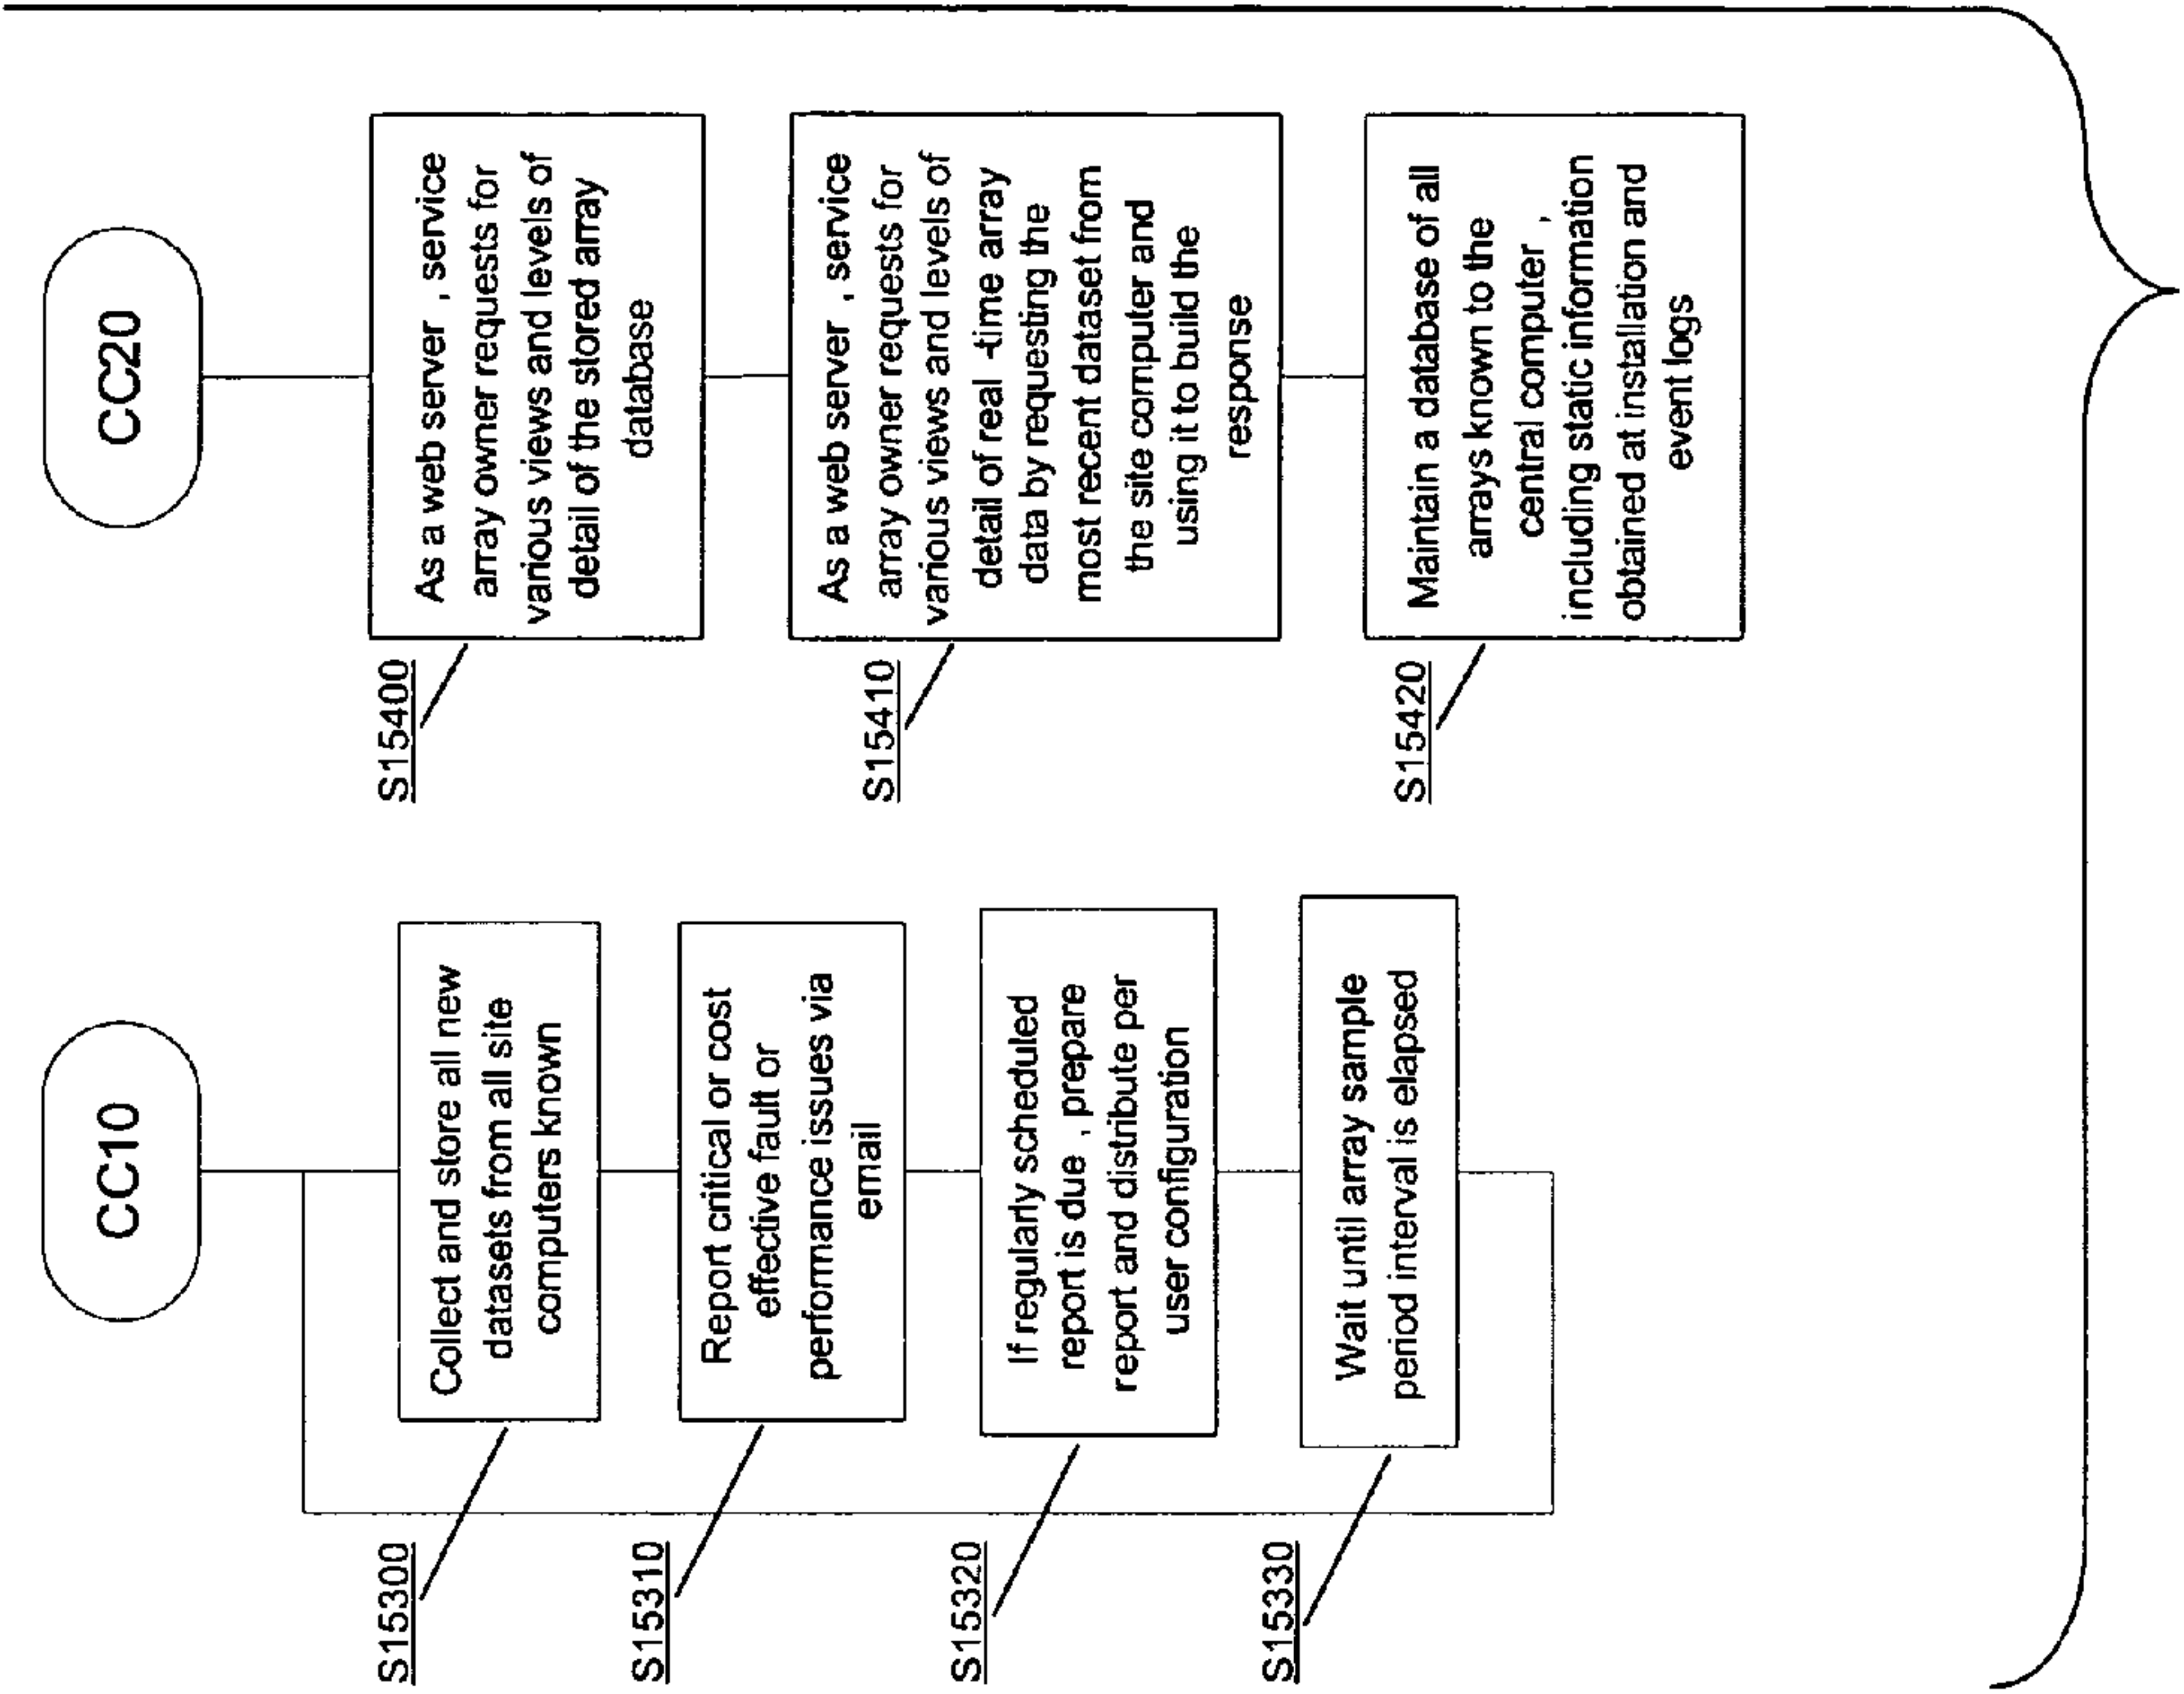 CC10
S15300
Collect and store all new
datasets from all site
computers known
S15310
Report critical or cost
effective fault or
performance issues via
email
S15320
If regularly scheduled
report is due , prepare
report and distribute per
user configuration
S15330
Wait until array sample
period interval is elapsed
CC20
S15400
As a web server , service
array owner requests for
various views and levels of
detail of the stored array
database
S15410
As a web server , service
array owner requests for
various views and levels of
detail of real -time array
data by requesting the
most recent dataset from
the site computer and
using it to build the
response
S15420
Maintain a database of all
arrays known to the
central computer ,
including static information
obtained at installation and
event logs